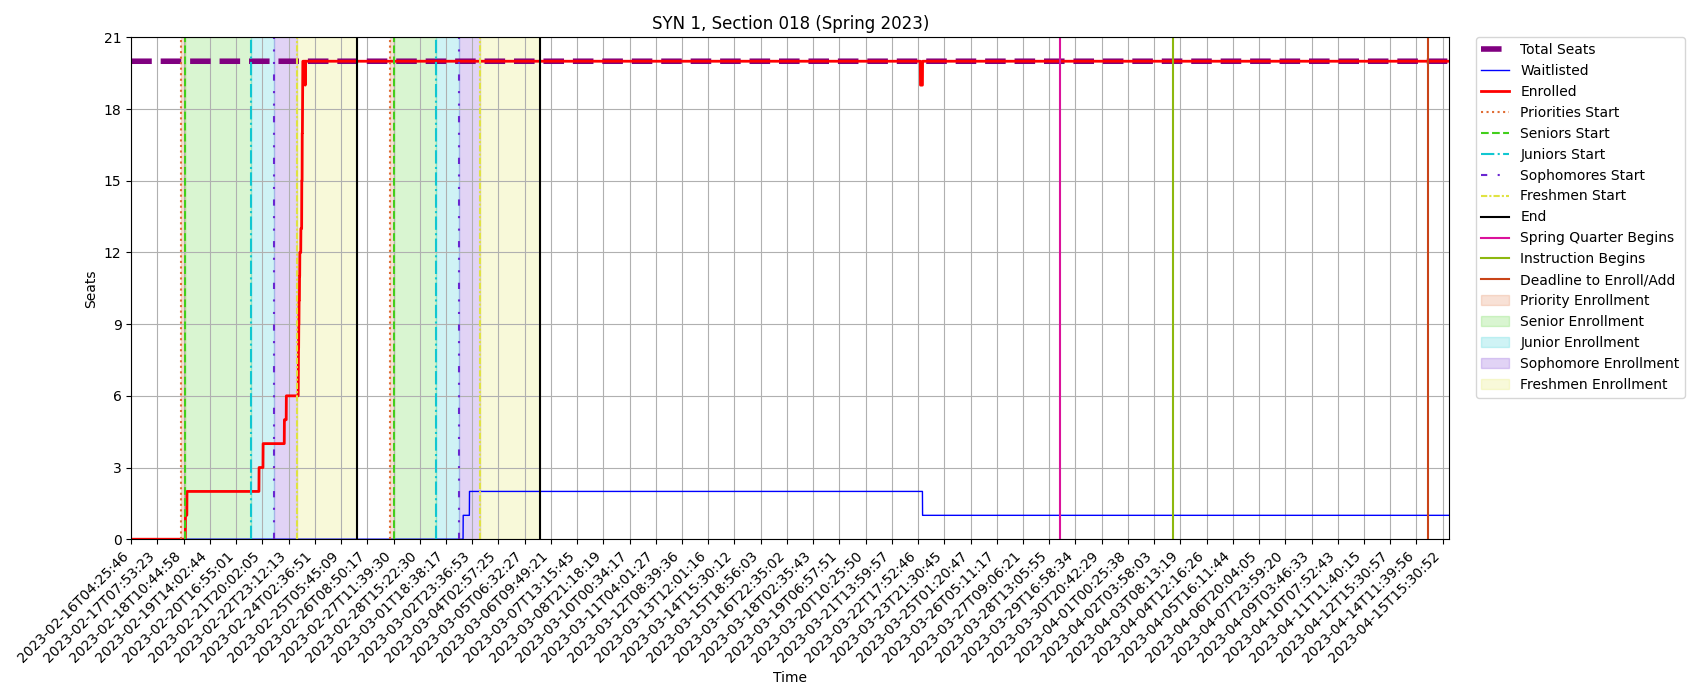 SYN 1, Section 018 (Spring 2023)
21
18
15
12
9
6
3
0
Seats
2023-02-16T04:25:46
2023-02-17T07:53:23
2023-02-18T10:44:58
2023-02-19T14:02:44
2023-02-20T16:55:01
2023-02-21T20:02:05
2023-02-22T23:12:13
2023-02-24T02:36:51
2023-02-25T05:45:09
2023-02-26T08:50:17
2023-02-27T11:39:30
2023-02-28T15:22:30
2023-03-01T18:38:17
2023-03-02T23:36:53
2023-03-04T02:57:25
2023-03-05T06:32:27
2023-03-06T09:49:21
2023-03-07T13:15:45
2023-03-08T21:18:19
2023-03-10T00:34:17
2023-03-11T04:01:27
2023-03-12T08:39:36
2023-03-13T12:01:16
2023-03-14T15:30:12
2023-03-15T18:56:03
2023-03-16T22:35:02
2023-03-18T02:35:43
2023-03-19T06:57:51
2023-03-20T10:25:50
2023-03-21T13:59:57
2023-03-22T17:52:46
2023-03-23T21:30:45
2023-03-25T01:20:47
2023-03-26T05:11:17
2023-03-27T09:06:21
2023-03-28T13:05:55
2023-03-29T16:58:34
2023-03-30T20:42:29
2023-04-01T00:25:38
2023-04-02T03:58:03
2023-04-03T08:13:19
2023-04-04T12:16:26
2023-04-05T16:11:44
2023-04-06T20:04:05
2023-04-07T23:59:20
2023-04-09T03:46:33
2023-04-10T07:52:43
2023-04-11T11:40:15
2023-04-12T15:30:57
2023-04-14T11:39:56
2023-04-15T15:30:52
Time
Total Seats
Waitlisted
Enrolled
Priorities Start
Seniors Start
Juniors Start
Sophomores Start
Freshmen Start
End
Spring Quarter Begins
Instruction Begins
Deadline to Enroll/Add
Priority Enrollment
Senior Enrollment
Junior Enrollment
Sophomore Enrollment
Freshmen Enrollment